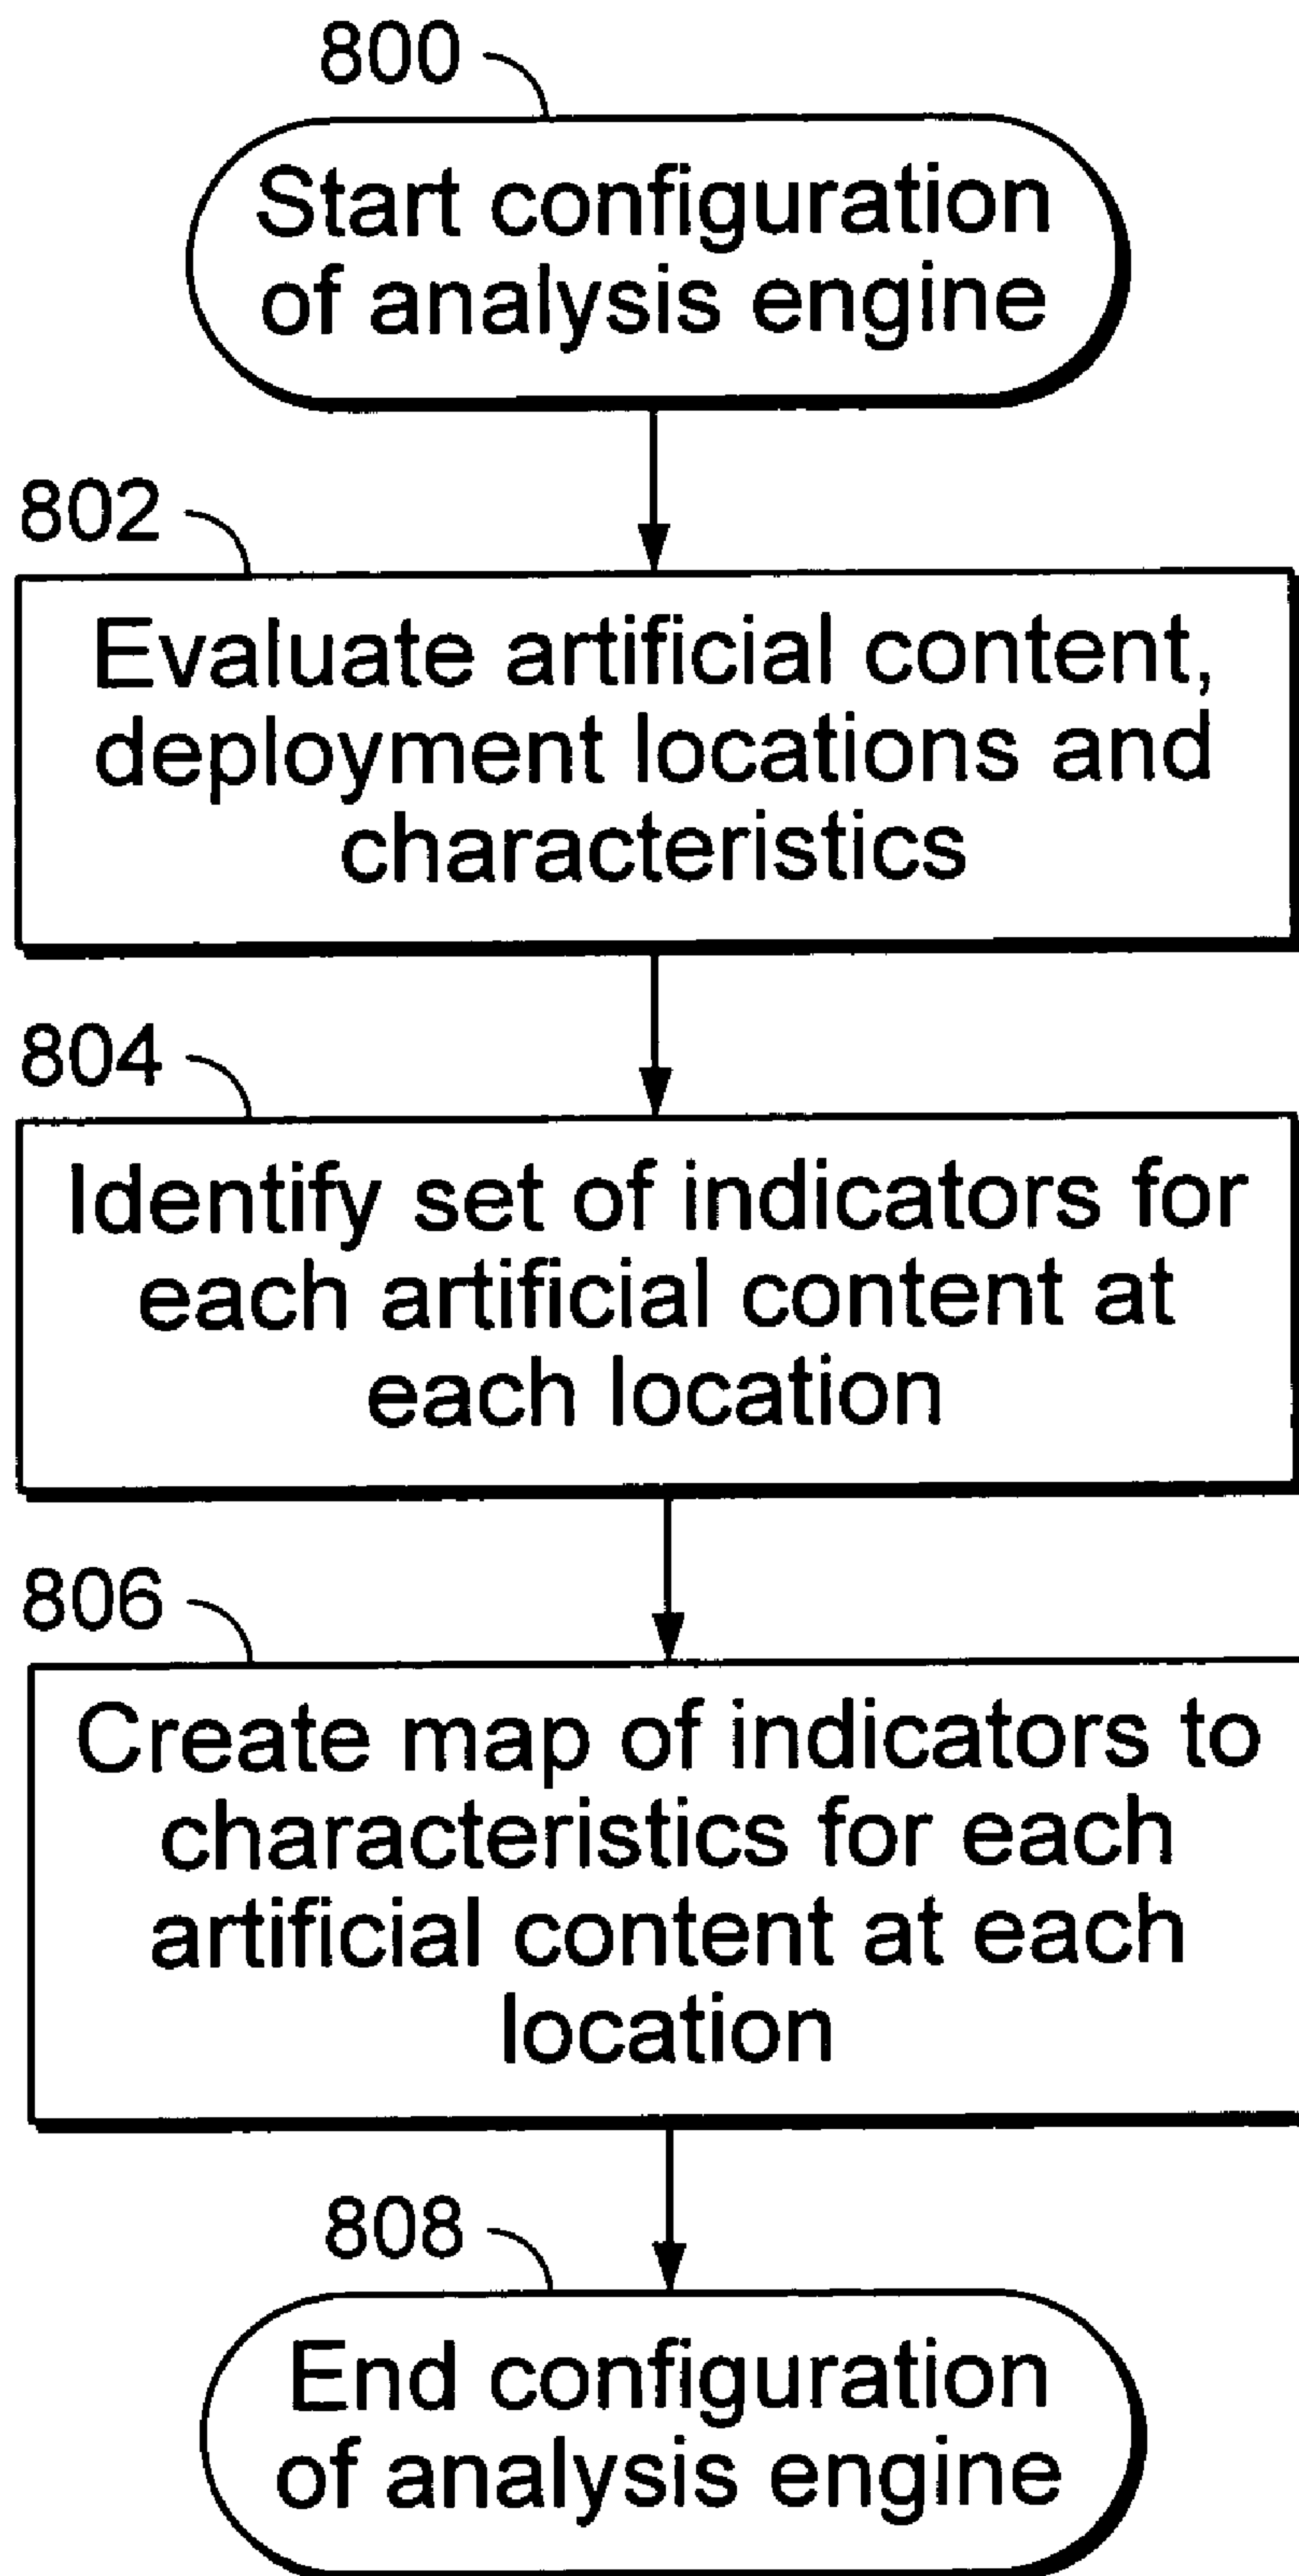 800
Start configuration
of analysis engine
802
Evaluate artificial content,
deployment locations and
characteristics
804
Identify set of indicators for
each artificial content at
each location
806
Create map of indicators to
characteristics for each
artificial content at each
location
808
End configuration
of analysis engine